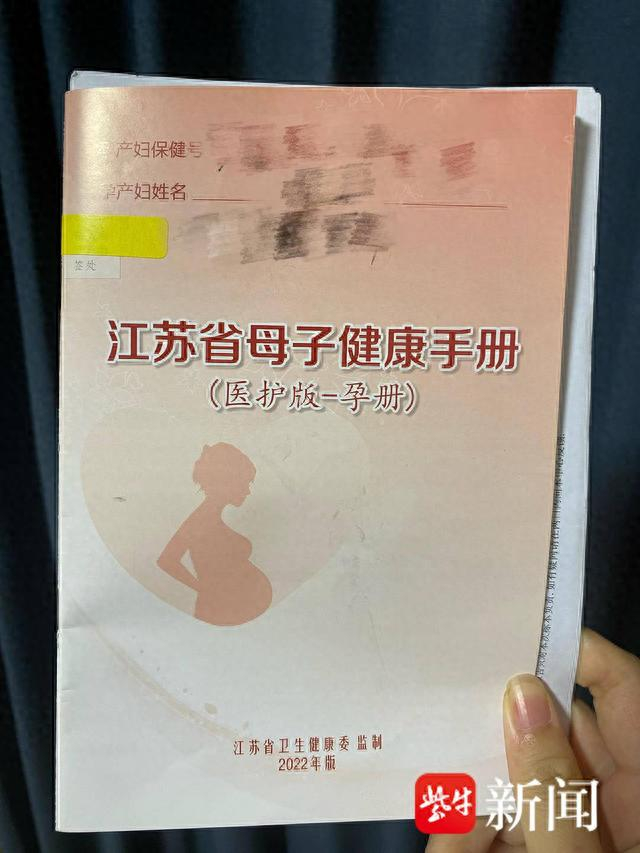 产妇保健号
孕产妇姓名
签处
江苏省母子健康手册
(医护版-孕册)
江苏省卫生健康委 监制
2022年版
紫牛新闻